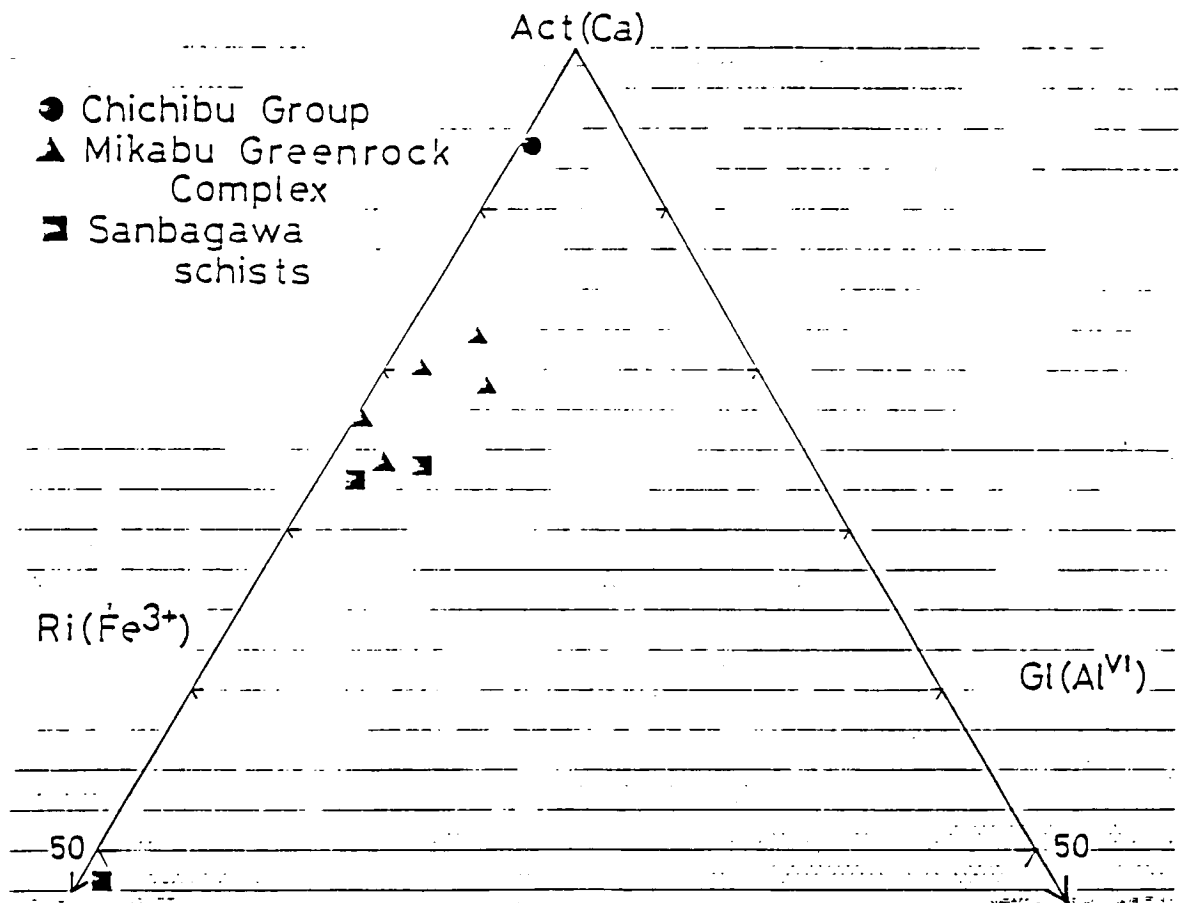 Act(Ca)
Chichibu Group
Mikabu Greenrock
Complex
Sanbagawa
schists
Ri(Fe3+)
Gl(AlVI)
50
50